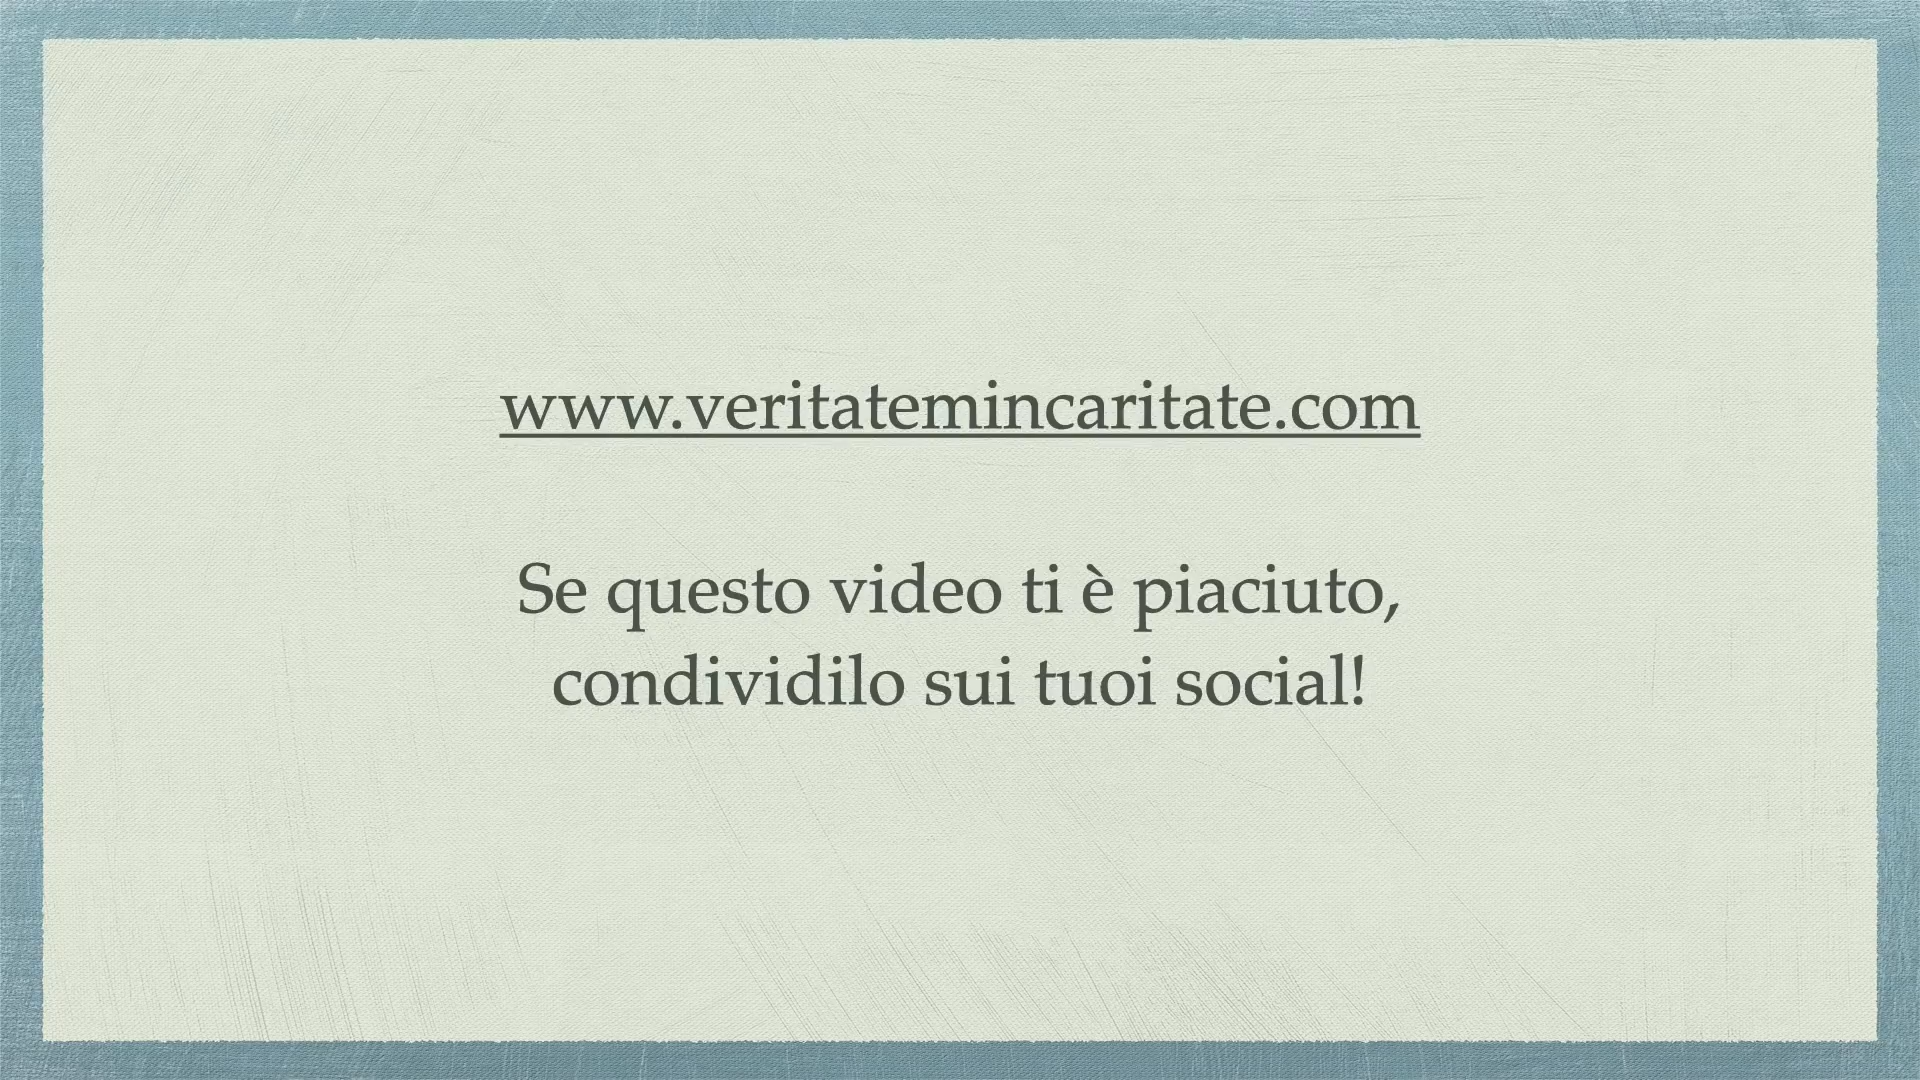 www.veritatemincaritate.com
Se questo video ti è piaciuto,
condividilo sui tuoi social!